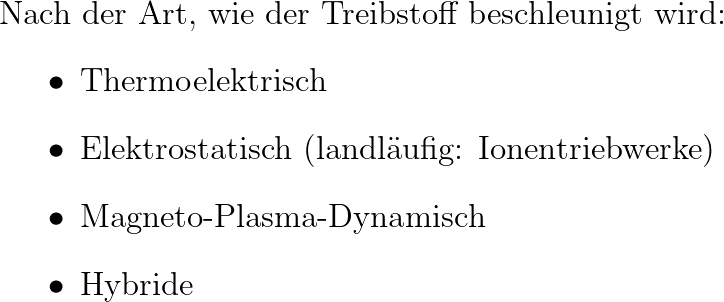 Nach der Art, wie der Treibstoff beschleunigt wird:
• Thermoelektrisch
• Elektrostatisch (landläufig: Ionentriebwerke)
• Magneto-Plasma-Dynamisch
• Hybride